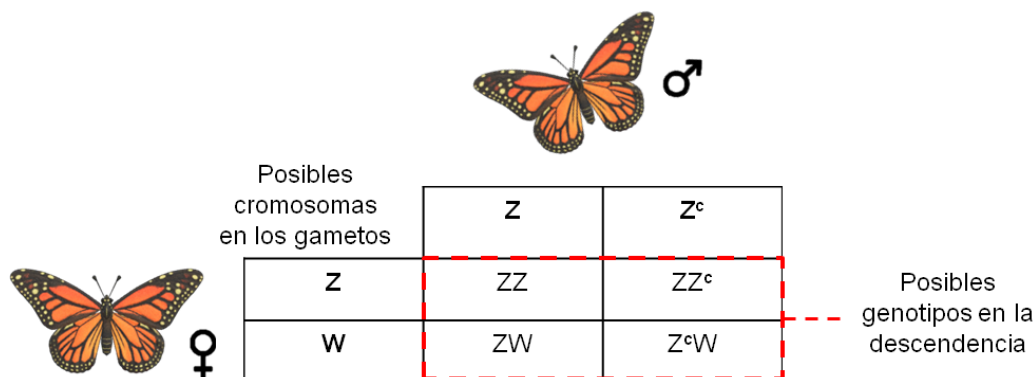 ♂
Posibles
cromosomas
en los gametos
Z Zᶜ
♀
Z ZZ ZZᶜ
W ZW ZᶜW
Posibles
genotipos en la
descendencia